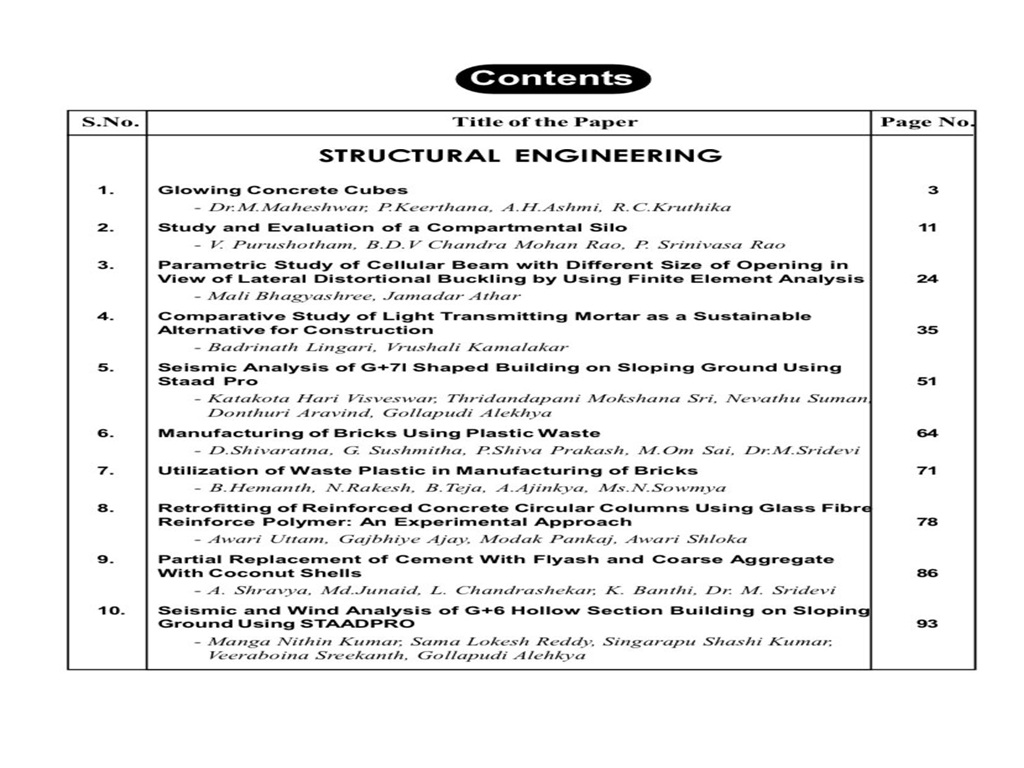 Contents
S.No. Title of the Paper Page No.
STRUCTURAL ENGINEERING
1. Glowing Concrete Cubes 3
- Dr.M.Maheshwar, P.Keerthana, A.H.Ashmi, R.C.Kruthika
2. Study and Evaluation of a Compartmental Silo 11
- V. Purushotham, B.D.V Chandra Mohan Rao, P. Srinivasa Rao
3. Parametric Study of Cellular Beam with Different Size of Opening in
View of Lateral Distortional Buckling by Using Finite Element Analysis 24
- Mali Bhagyashree, Jamadar Athar
4. Comparative Study of Light Transmitting Mortar as a Sustainable
Alternative for Construction 35
- Badrinath Lingari, Vrushali Kamalakar
5. Seismic Analysis of G+7I Shaped Building on Sloping Ground Using
Staad Pro 51
- Katakota Hari Visveswar, Thridandapani Mokshana Sri, Nevathu Suman,
Donthuri Aravind, Gollapudi Alekhya
6. Manufacturing of Bricks Using Plastic Waste 64
- D.Shivaratna, G. Sushmitha, P.Shiva Prakash, M.Om Sai, Dr.M.Sridevi
7. Utilization of Waste Plastic in Manufacturing of Bricks 71
- B.Hemanth, N.Rakesh, B.Teja, A.Ajinkya, Ms.N.Sowmya
8. Retrofitting of Reinforced Concrete Circular Columns Using Glass Fibre
Reinforce Polymer: An Experimental Approach 78
- Awari Uttam, Gajbhiye Ajay, Modak Pankaj, Awari Shloka
9. Partial Replacement of Cement With Flyash and Coarse Aggregate
With Coconut Shells 86
- A. Shravya, Md.Junaid, L. Chandrashekar, K. Banthi, Dr. M. Sridevi
10. Seismic and Wind Analysis of G+6 Hollow Section Building on Sloping
Ground Using STAADPRO 93
- Manga Nithin Kumar, Sama Lokesh Reddy, Singarapu Shashi Kumar,
Veeraboina Sreekanth, Gollapudi Alehkya